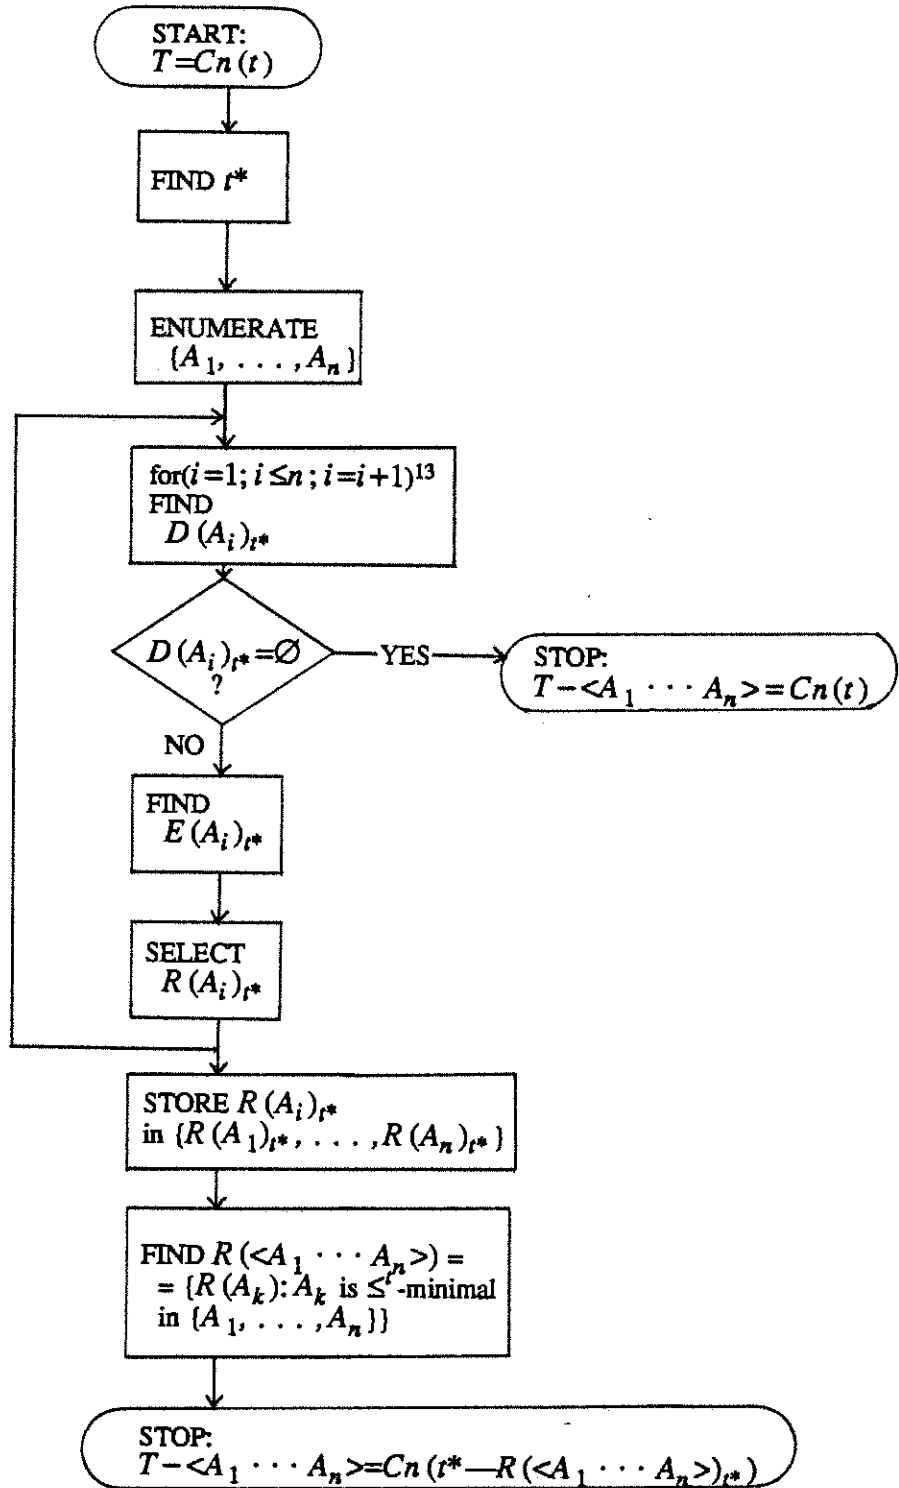 START:
T=Cn(t)
FIND t*
ENUMERATE
{A₁, . . . , Aₙ}
for(i=1; i≤n; i=i+1)¹³
FIND
D(Aᵢ)ₜ*
D(Aᵢ)ₜ*=∅
?
YES
STOP:
T−<A₁ · · · Aₙ>=Cn(t)
NO
FIND
E(Aᵢ)ₜ*
SELECT
R(Aᵢ)ₜ*
STORE R(Aᵢ)ₜ*
in {R(A₁)ₜ*, . . . , R(Aₙ)ₜ*}
FIND R(<A₁ · · · Aₙ>) =
= {R(Aₖ): Aₖ is ≤ᵗ-minimal
in {A₁, . . . , Aₙ}}
STOP:
T−<A₁ · · · Aₙ>=Cn(t*—R(<A₁ · · · Aₙ>)ₜ*)